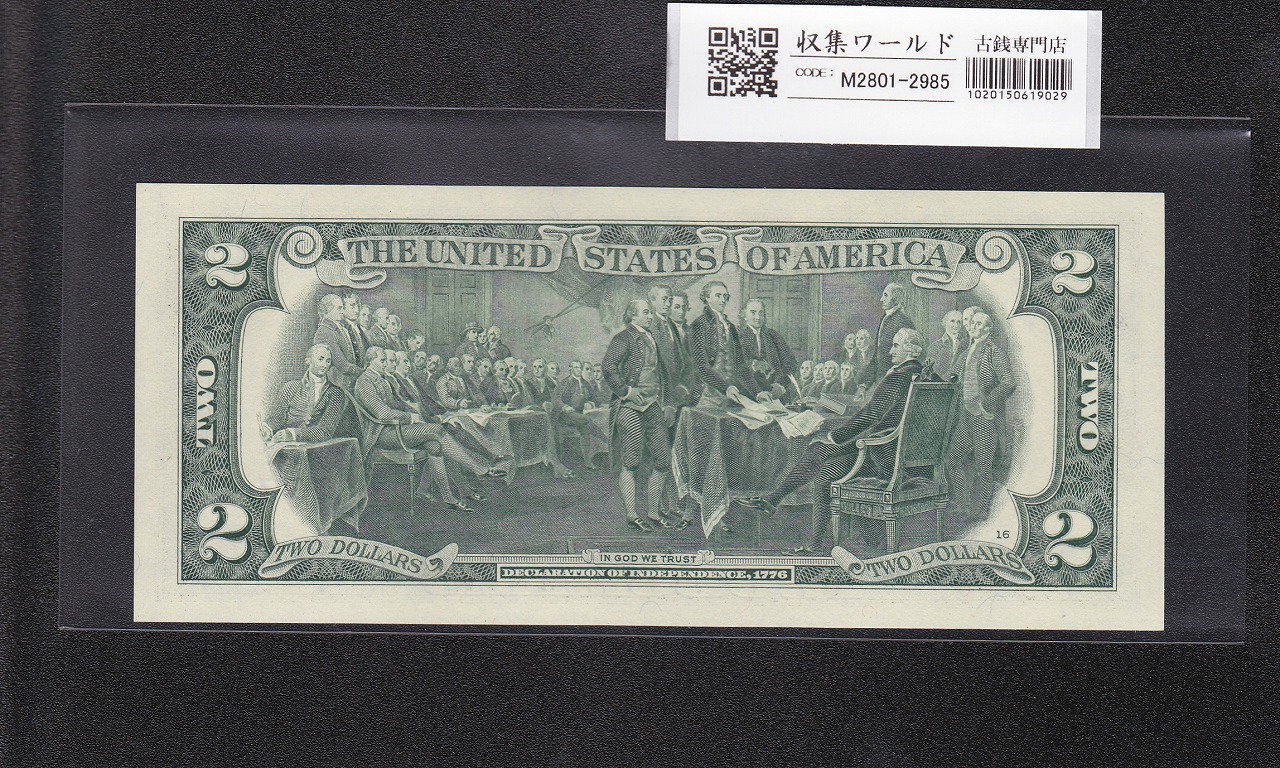 収集ワールド 古銭専門店
CODE: M2801-2985
1020150619029
THE UNITED STATES OF AMERICA
2 2
TWO TWO
2 2
16
TWO DOLLARS IN GOD WE TRUST TWO DOLLARS
DECLARATION OF INDEPENDENCE, 1776